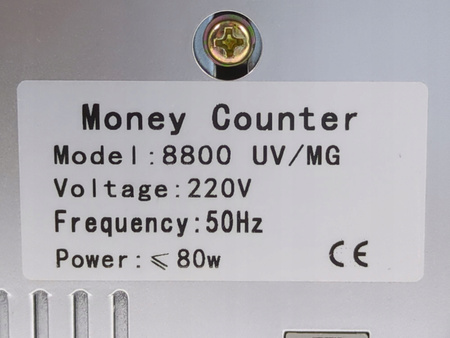 Money Counter
Model:8800 UV/MG
Voltage:220V
Frequency:50Hz
Power:⩽80w CE